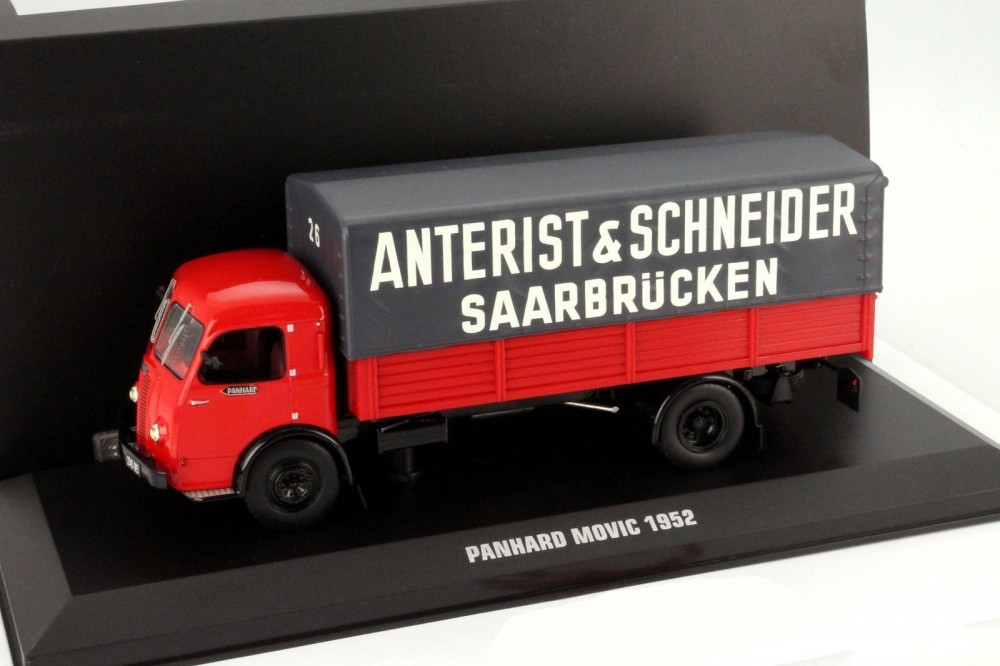 26
ANTERIST & SCHNEIDER
SAARBRÜCKEN
PANHARD
PANHARD MOVIC 1952